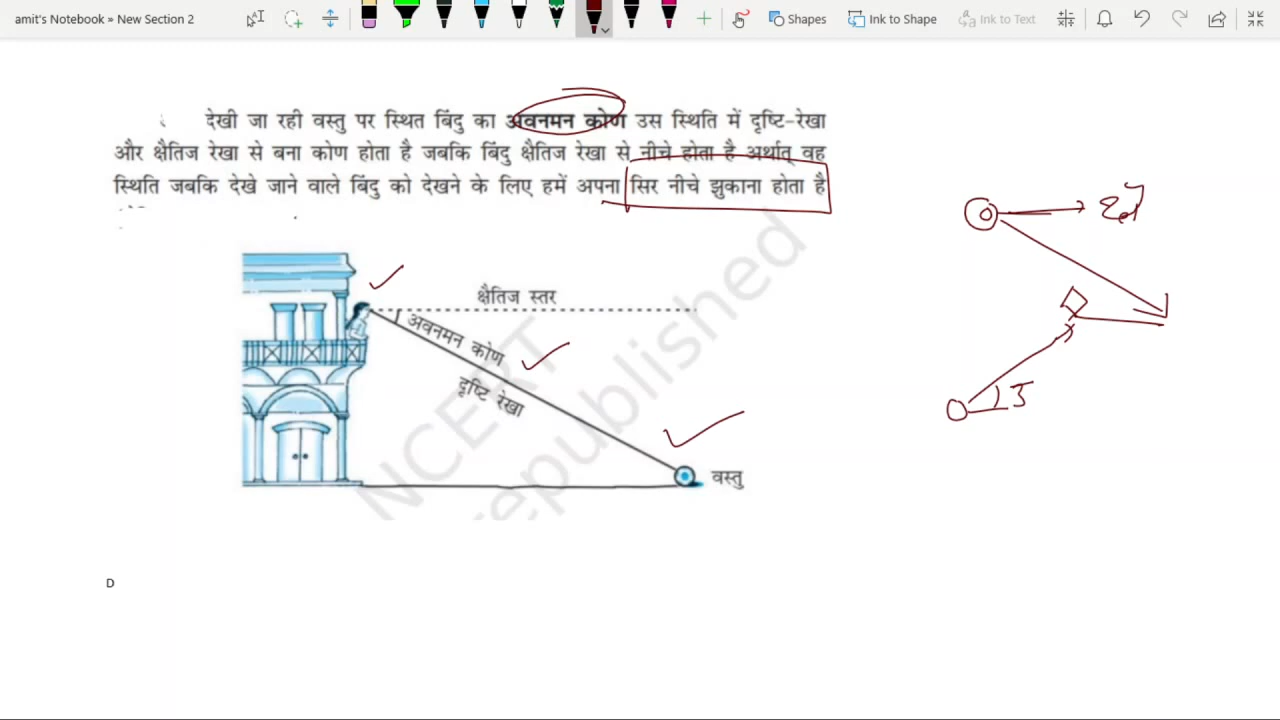 amit's Notebook » New Section 2
Shapes
Ink to Shape
Ink to Text
देखी जा रही वस्तु पर स्थित बिंदु का अवनमन कोण उस स्थिति में दृष्टि-रेखा
और क्षैतिज रेखा से बना कोण होता है जबकि बिंदु क्षैतिज रेखा से नीचे होता है अर्थात् वह
स्थिति जबकि देखे जाने वाले बिंदु को देखने के लिए हमें अपना सिर नीचे झुकाना होता है
क्षैतिज स्तर
अवनमन कोण
दृष्टि रेखा
वस्तु
NCERT
republished
D